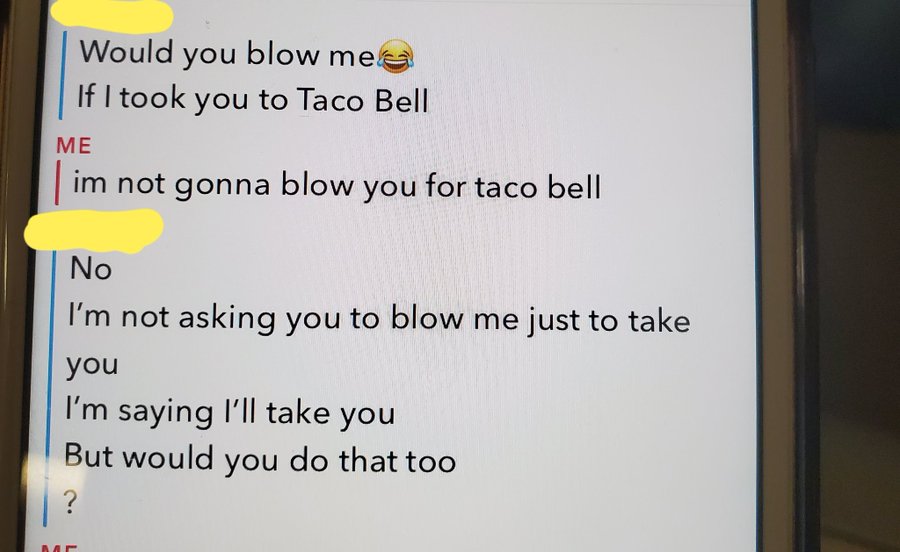 Would you blow me😂
If I took you to Taco Bell
ME
im not gonna blow you for taco bell
No
I'm not asking you to blow me just to take
you
I'm saying I'll take you
But would you do that too
?
ME